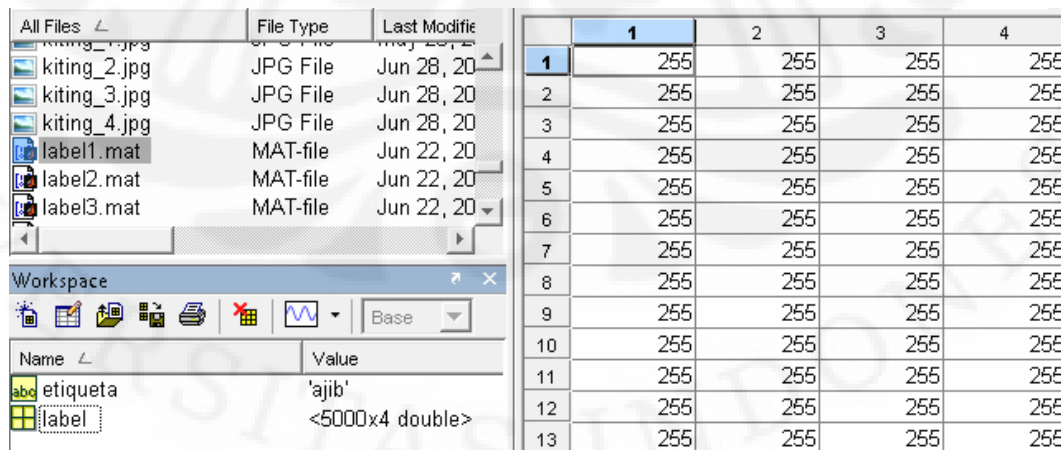 All Files File Type Last Modifie
kiting_2.jpg JPG File Jun 28, 20
kiting_3.jpg JPG File Jun 28, 20
kiting_4.jpg JPG File Jun 28, 20
label1.mat MAT-file Jun 22, 20
label2.mat MAT-file Jun 22, 20
label3.mat MAT-file Jun 22, 20
Workspace
Base
Name Value
abc etiqueta 'ajib'
label <5000x4 double>
1 2 3 4
1 255 255 255 255
2 255 255 255 255
3 255 255 255 255
4 255 255 255 255
5 255 255 255 255
6 255 255 255 255
7 255 255 255 255
8 255 255 255 255
9 255 255 255 255
10 255 255 255 255
11 255 255 255 255
12 255 255 255 255
13 255 255 255 255